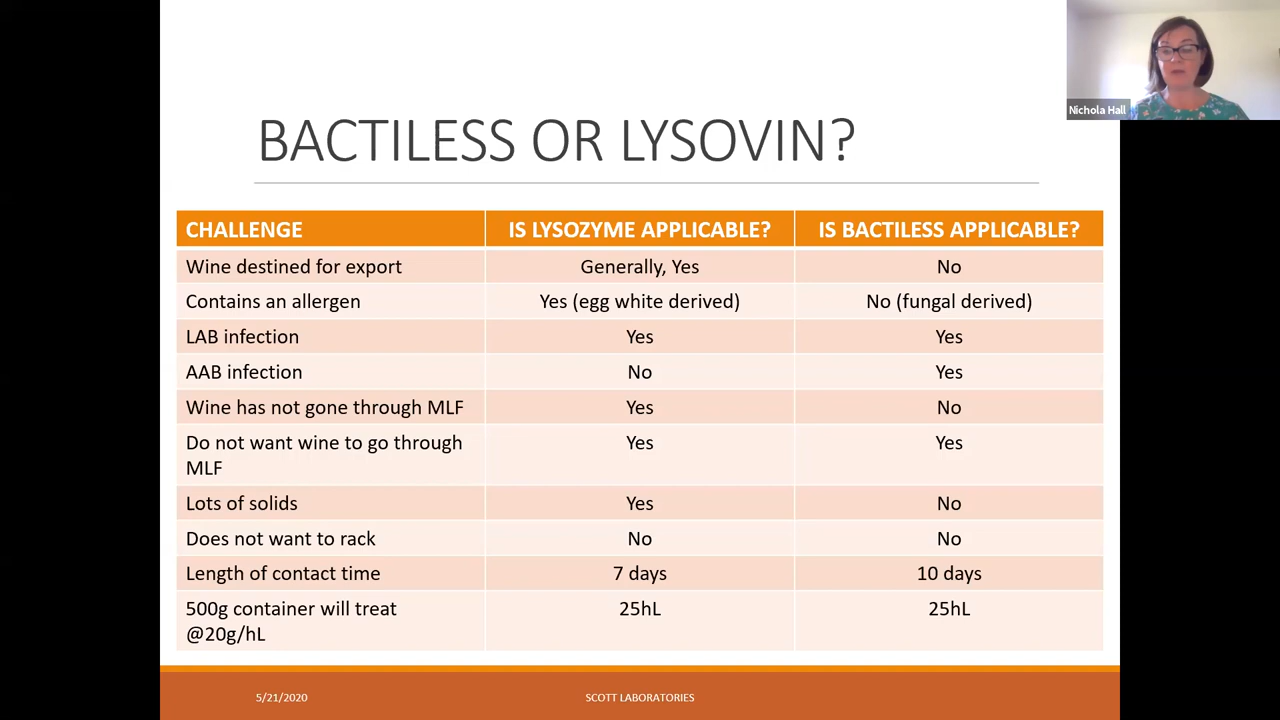 Nichola Hall
BACTILESS OR LYSOVIN?
CHALLENGE IS LYSOZYME APPLICABLE? IS BACTILESS APPLICABLE?
Wine destined for export Generally, Yes No
Contains an allergen Yes (egg white derived) No (fungal derived)
LAB infection Yes Yes
AAB infection No Yes
Wine has not gone through MLF Yes No
Do not want wine to go through Yes Yes
MLF
Lots of solids Yes No
Does not want to rack No No
Length of contact time 7 days 10 days
500g container will treat 25hL 25hL
@20g/hL
5/21/2020 SCOTT LABORATORIES